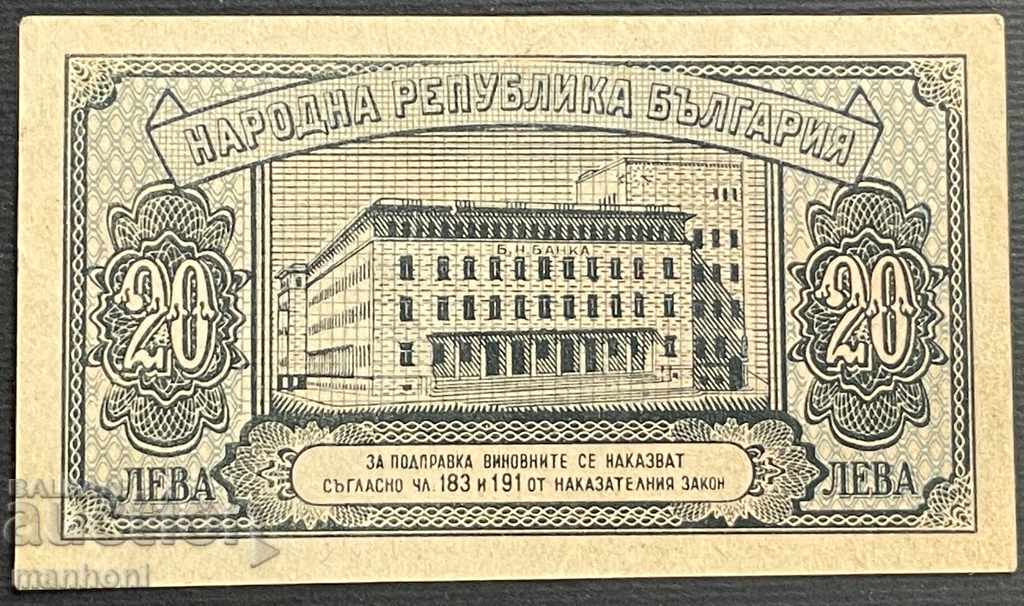 НАРОДНА РЕПУБЛИКА БЪЛГАРИЯ
Б.Н.БАНКА
20 20
ЗА ПОДПРАВКА ВИНОВНИТЕ СЕ НАКАЗВАТ
СЪГЛАСНО ЧЛ. 183 И 191 ОТ НАКАЗАТЕЛНИЯ ЗАКОН
ЛЕВА ЛЕВА
manhoni